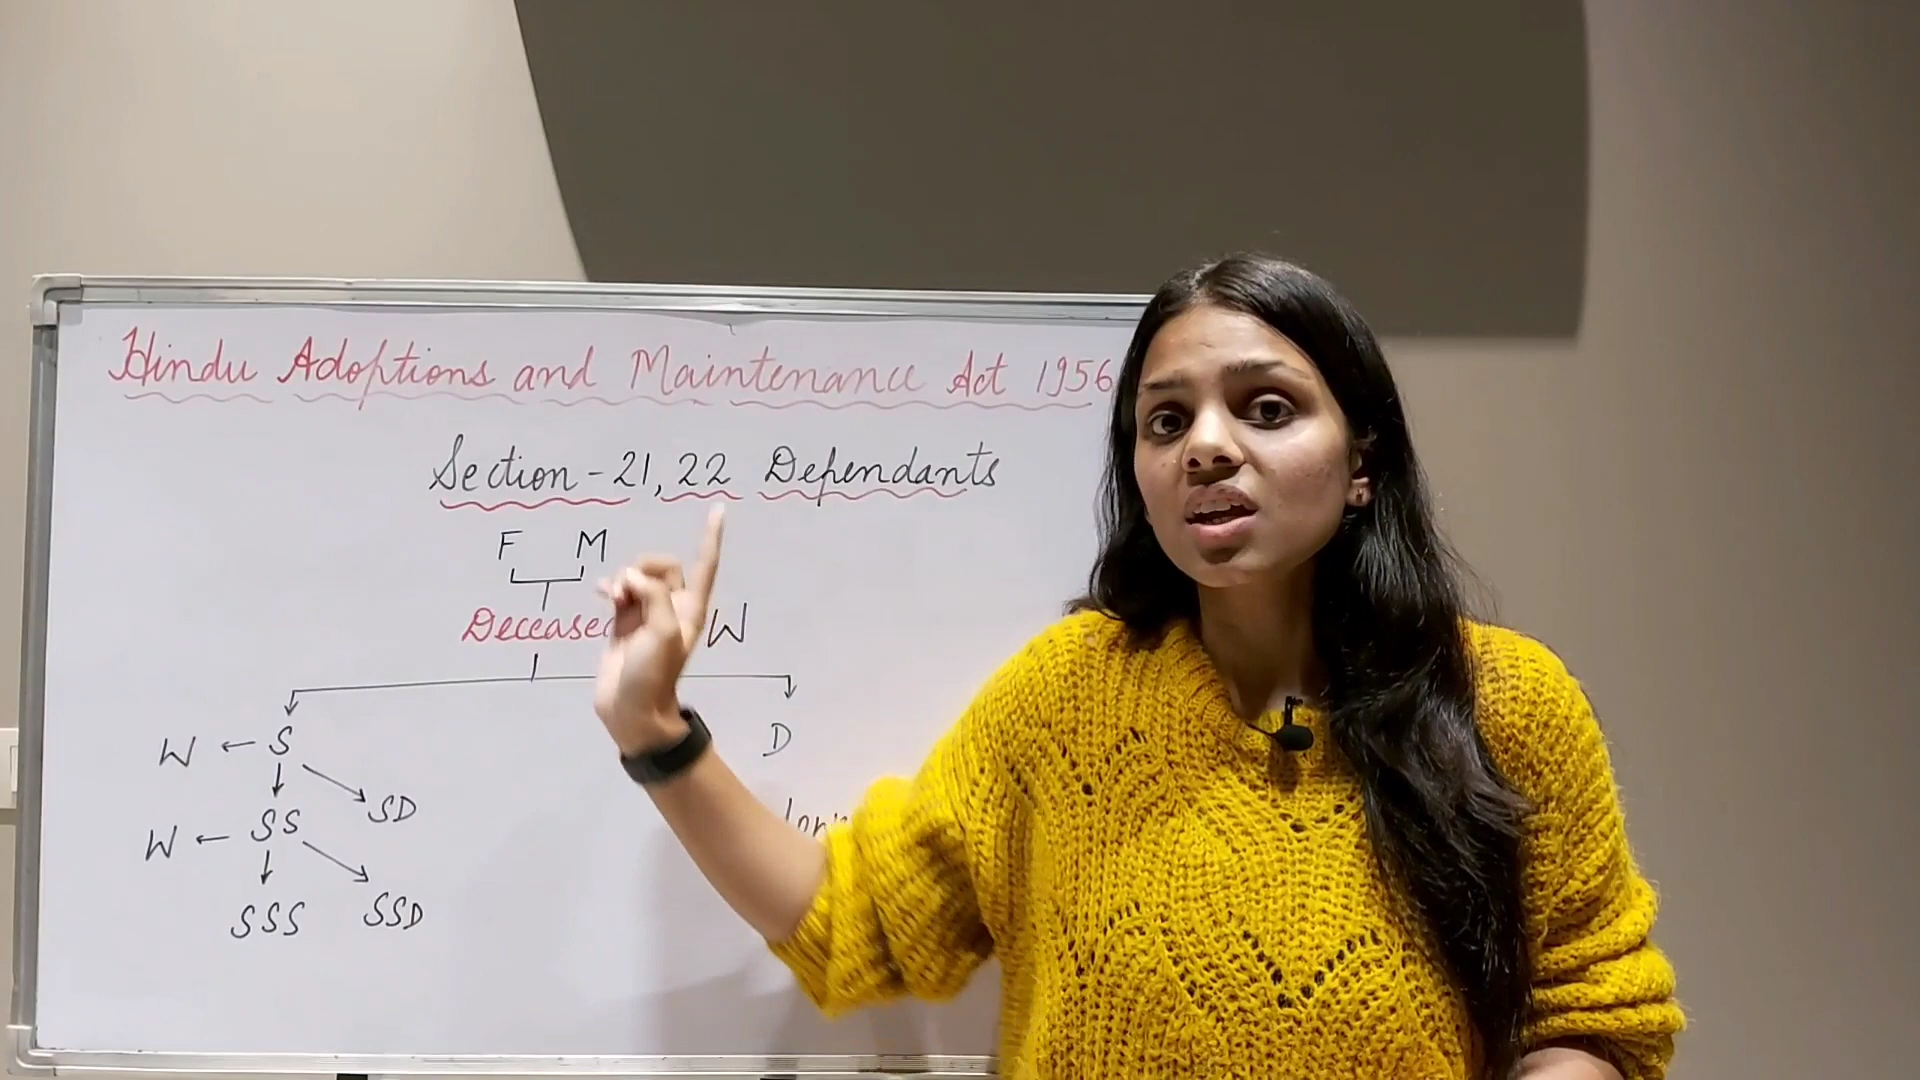 Hindu Adoptions and Maintenance Act 1956
Section - 21, 22 Dependants
F M
Deceased W
W ← S D
SD
W ← SS
SSS SSD